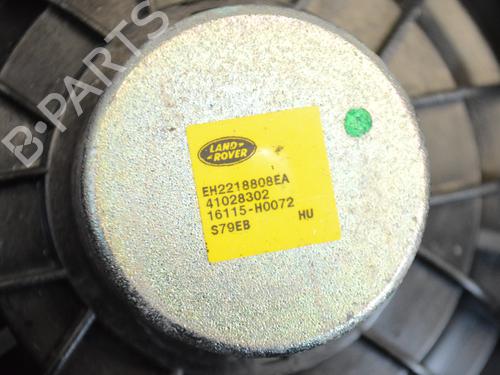 B-PARTS
LAND
ROVER
EH2218808EA
41028302
16115-H0072
S79EB HU